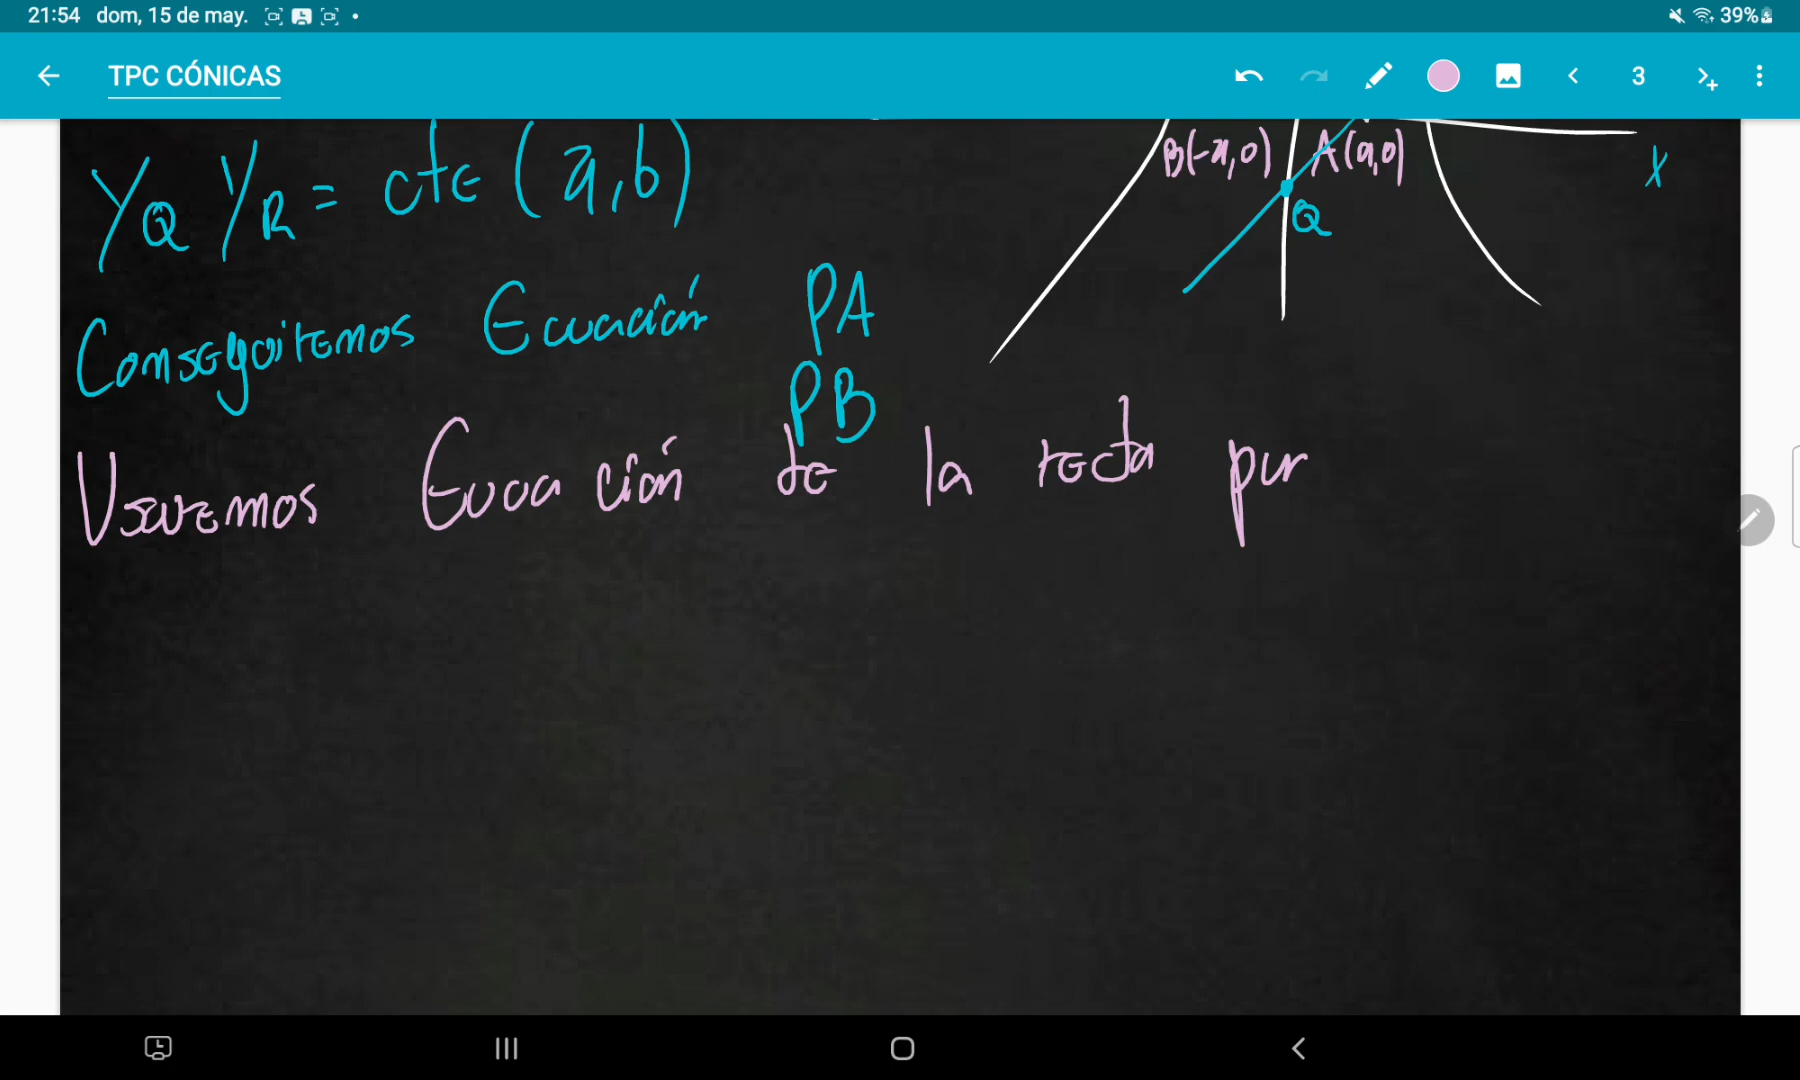 21:54 dom, 15 de may. 39%
TPC CÓNICAS 3
B(-a,0) A(a,0) X
Y_Q Y_R = cte (a,b)
Q
Conseguiremos Ecuación PA
PB
Usaremos Ecuación de la recta por